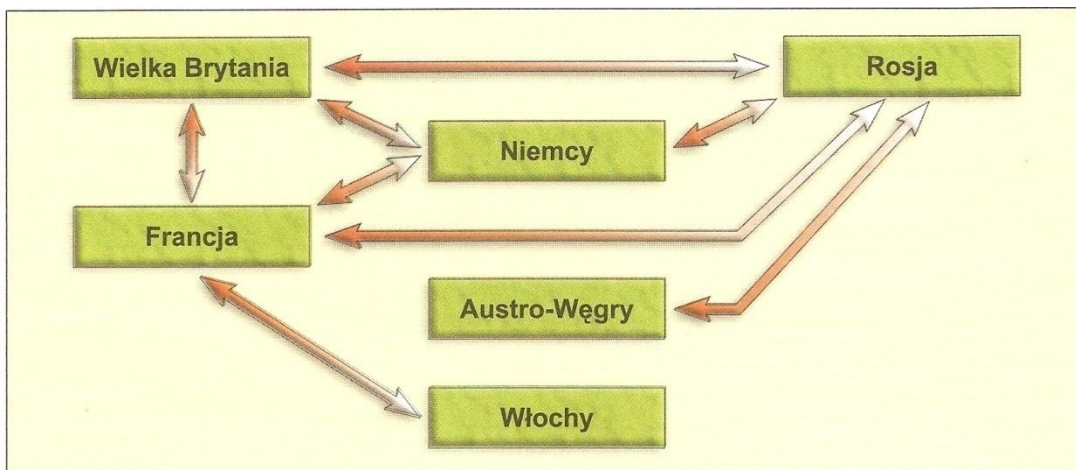 Wielka Brytania
Rosja
Niemcy
Francja
Austro-Węgry
Włochy